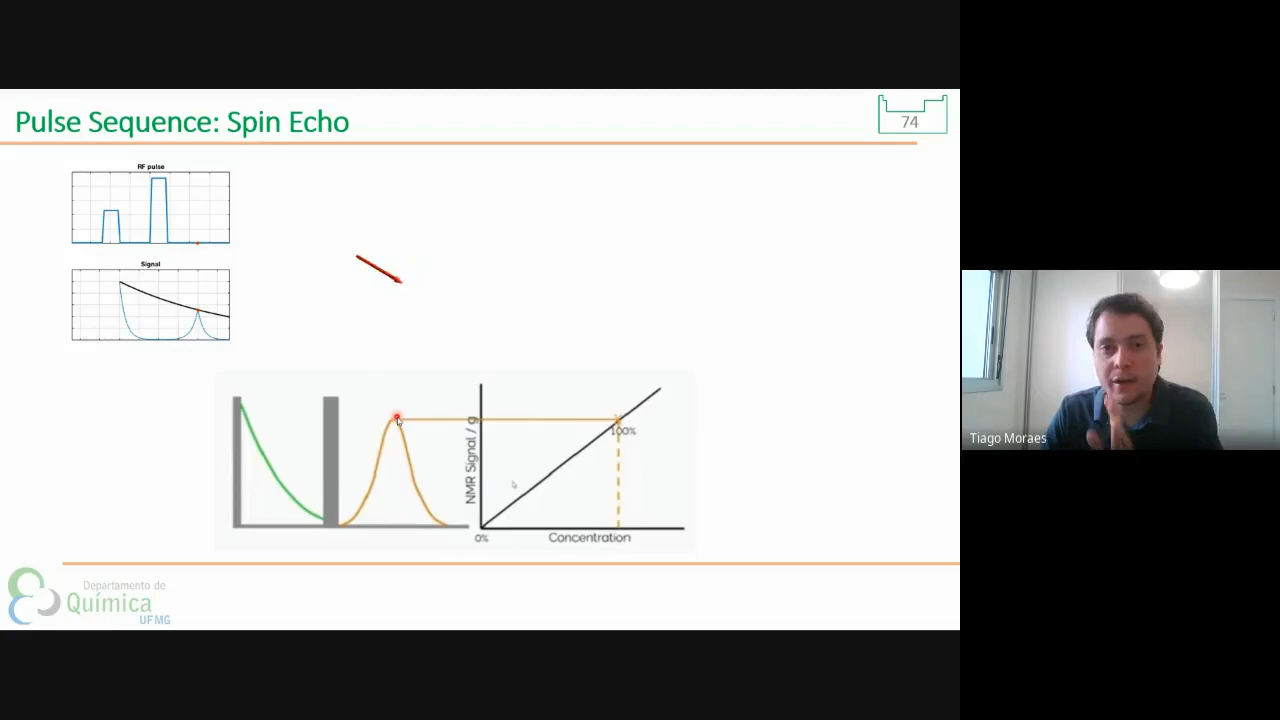 Pulse Sequence: Spin Echo
74
RF pulse
Signal
NMR Signal / g
100%
0%
Concentration
Departamento de
Química
UFMG
Tiago Moraes